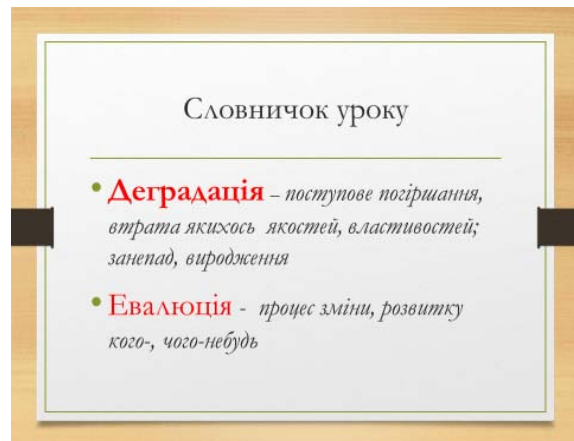 Словничок уроку
• Деградація – поступове погіршання,
втрата якихось якостей, властивостей;
занепад, виродження
• Евалюція - процес зміни, розвитку
кого-, чого-небудь